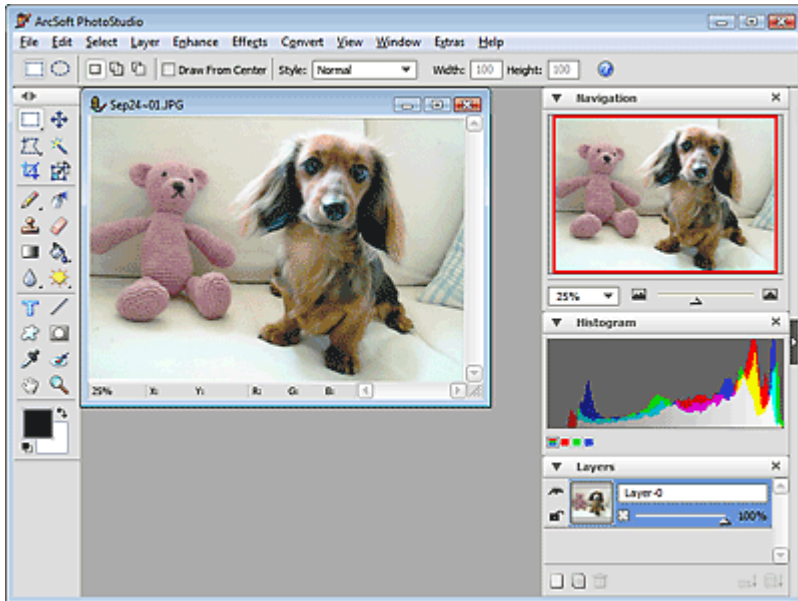 ArcSoft PhotoStudio
File Edit Select Layer Enhance Effects Convert View Window Extras Help
Draw From Center Style: Normal Width: 100 Height: 100
Sep24~01.JPG
25% X: Y: R: G: B:
Navigation
25%
Histogram
Layers
Layer-0
100%